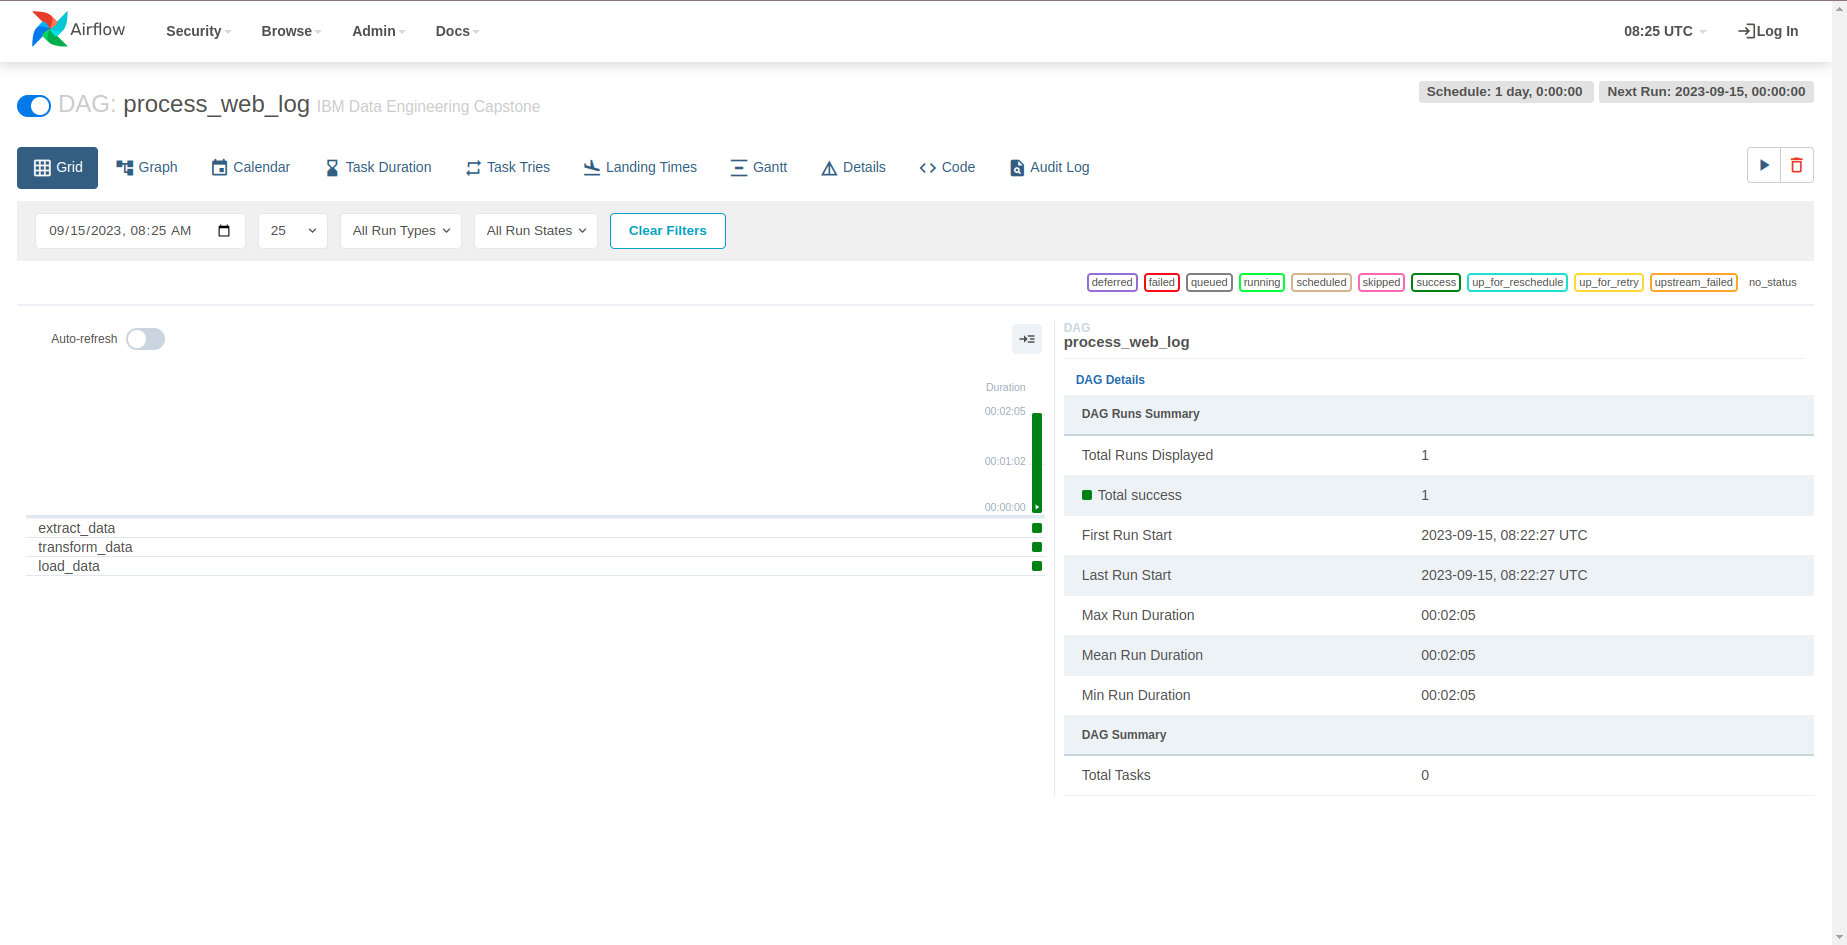 Airflow Security Browse Admin Docs 08:25 UTC Log In
DAG: process_web_log IBM Data Engineering Capstone
Schedule: 1 day, 0:00:00 Next Run: 2023-09-15, 00:00:00
Grid Graph Calendar Task Duration Task Tries Landing Times Gantt Details Code Audit Log
09/15/2023, 08:25 AM 25 All Run Types All Run States Clear Filters
deferred failed queued running scheduled skipped success up_for_reschedule up_for_retry upstream_failed no_status
Auto-refresh
Duration
00:02:05
00:01:02
00:00:00
extract_data
transform_data
load_data
DAG
process_web_log
DAG Details
DAG Runs Summary
Total Runs Displayed 1
Total success 1
First Run Start 2023-09-15, 08:22:27 UTC
Last Run Start 2023-09-15, 08:22:27 UTC
Max Run Duration 00:02:05
Mean Run Duration 00:02:05
Min Run Duration 00:02:05
DAG Summary
Total Tasks 0